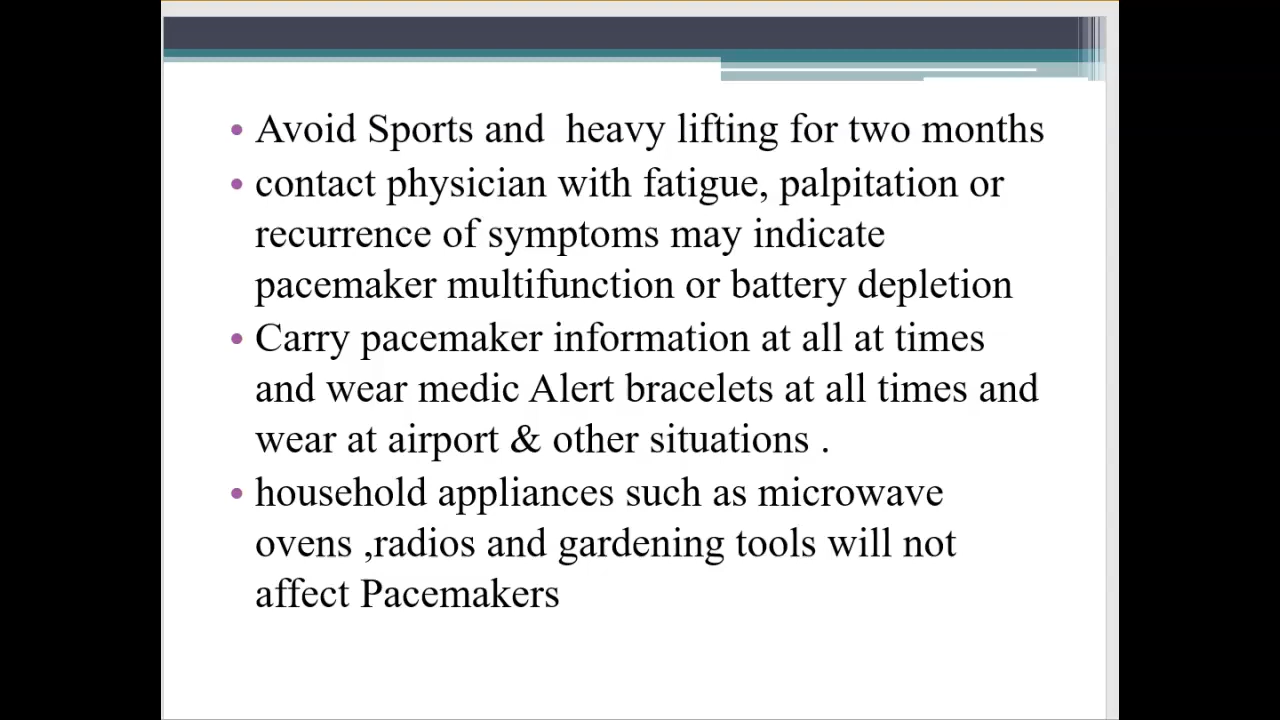 • Avoid Sports and  heavy lifting for two months
• contact physician with fatigue, palpitation or
recurrence of symptoms may indicate
pacemaker multifunction or battery depletion
• Carry pacemaker information at all at times
and wear medic Alert bracelets at all times and
wear at airport & other situations .
• household appliances such as microwave
ovens ,radios and gardening tools will not
affect Pacemakers